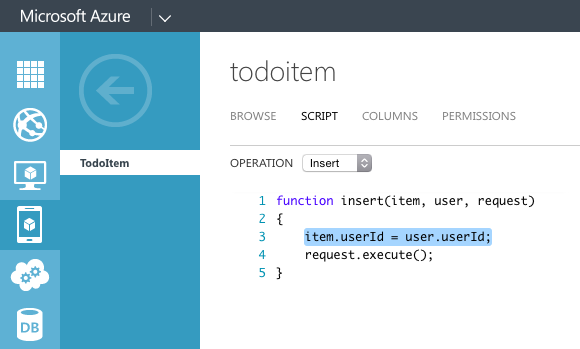 Microsoft Azure
todoitem
BROWSE SCRIPT COLUMNS PERMISSIONS
TodoItem
OPERATION Insert
1 function insert(item, user, request)
2 {
3 item.userId = user.userId;
4 request.execute();
5 }
DB